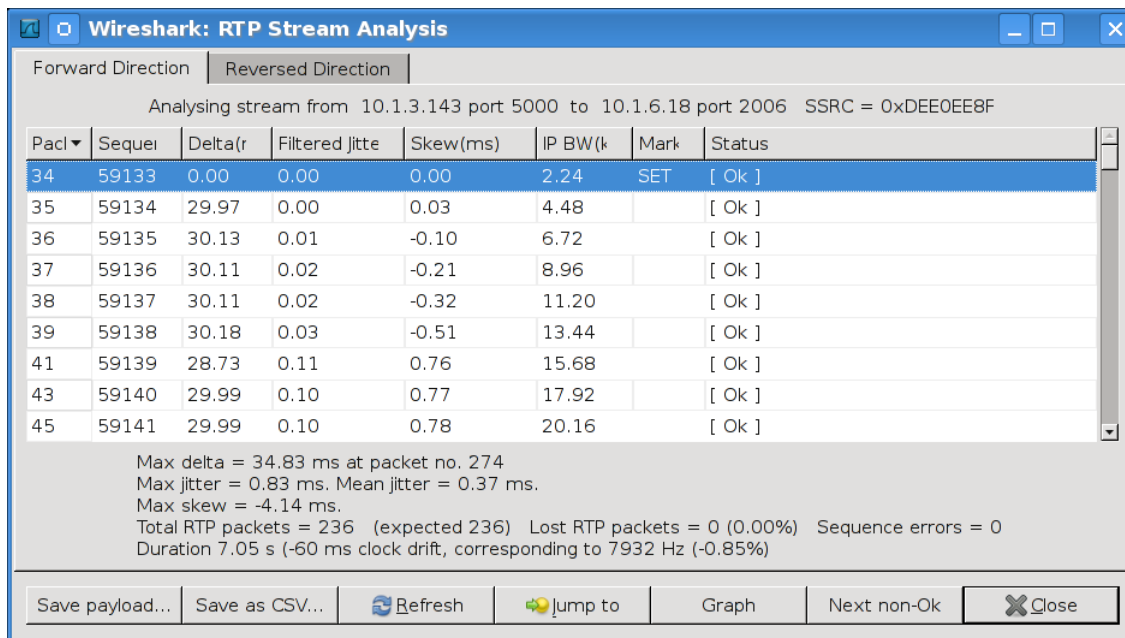 Wireshark: RTP Stream Analysis
Forward Direction Reversed Direction
Analysing stream from 10.1.3.143 port 5000 to 10.1.6.18 port 2006 SSRC = 0xDEE0EE8F
Pacl Sequei Delta(r Filtered Jitte Skew(ms) IP BW(k Mark Status
34 59133 0.00 0.00 0.00 2.24 SET [ Ok ]
35 59134 29.97 0.00 0.03 4.48 [ Ok ]
36 59135 30.13 0.01 -0.10 6.72 [ Ok ]
37 59136 30.11 0.02 -0.21 8.96 [ Ok ]
38 59137 30.11 0.02 -0.32 11.20 [ Ok ]
39 59138 30.18 0.03 -0.51 13.44 [ Ok ]
41 59139 28.73 0.11 0.76 15.68 [ Ok ]
43 59140 29.99 0.10 0.77 17.92 [ Ok ]
45 59141 29.99 0.10 0.78 20.16 [ Ok ]
Max delta = 34.83 ms at packet no. 274
Max jitter = 0.83 ms. Mean jitter = 0.37 ms.
Max skew = -4.14 ms.
Total RTP packets = 236 (expected 236) Lost RTP packets = 0 (0.00%) Sequence errors = 0
Duration 7.05 s (-60 ms clock drift, corresponding to 7932 Hz (-0.85%)
Save payload... Save as CSV... Refresh Jump to Graph Next non-Ok Close